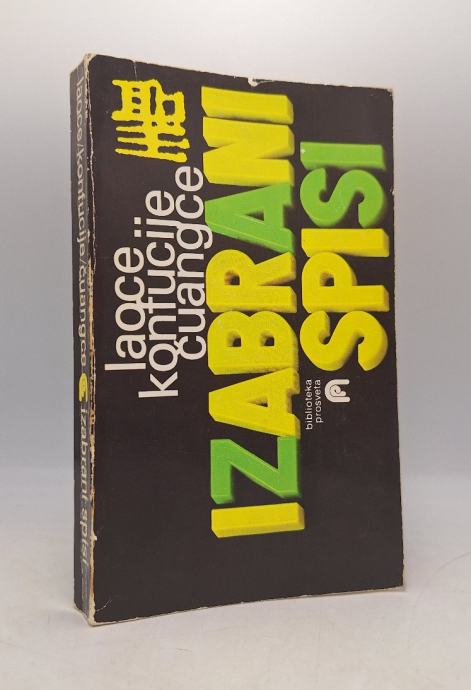 laoce
konfucije
čuangce
IZABRANI
SPISI
biblioteka
prosveta
laoce/konfucije/čuangce izabrani spisi